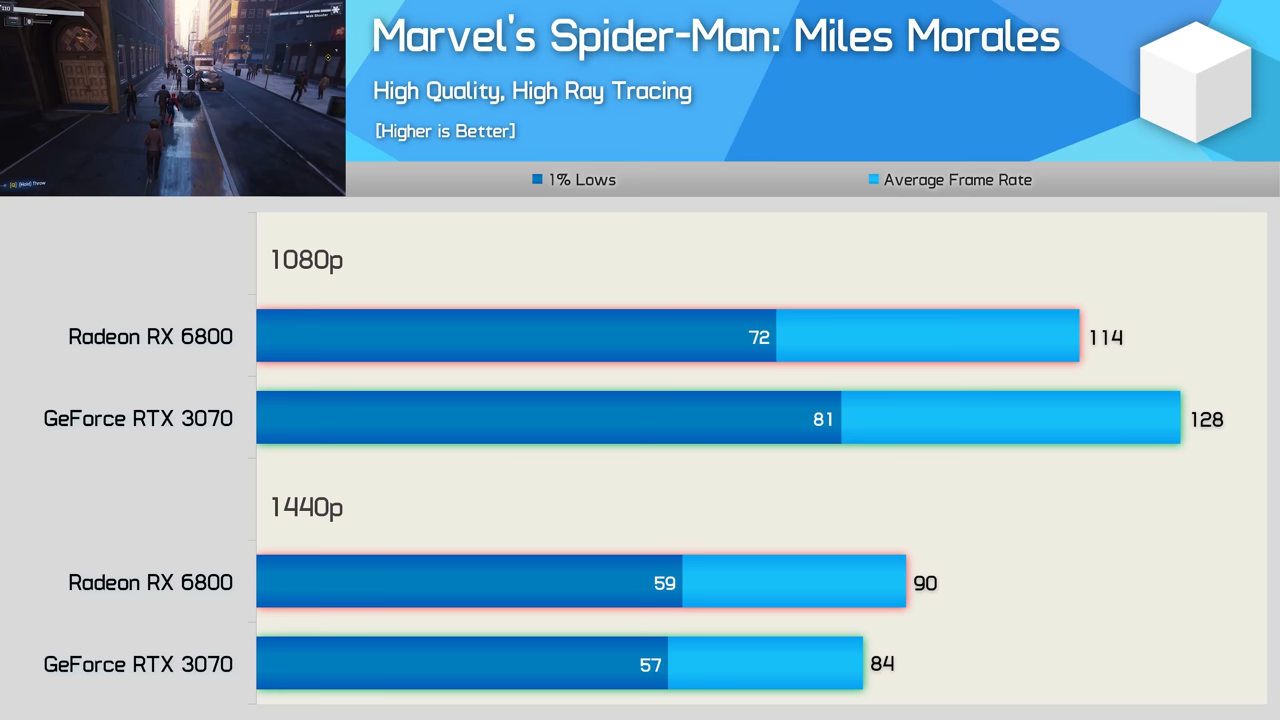 Marvel's Spider-Man: Miles Morales
High Quality, High Ray Tracing
[Higher is Better]
1% Lows
Average Frame Rate
1080p
Radeon RX 6800
72
114
GeForce RTX 3070
81
128
1440p
Radeon RX 6800
59
90
GeForce RTX 3070
57
84